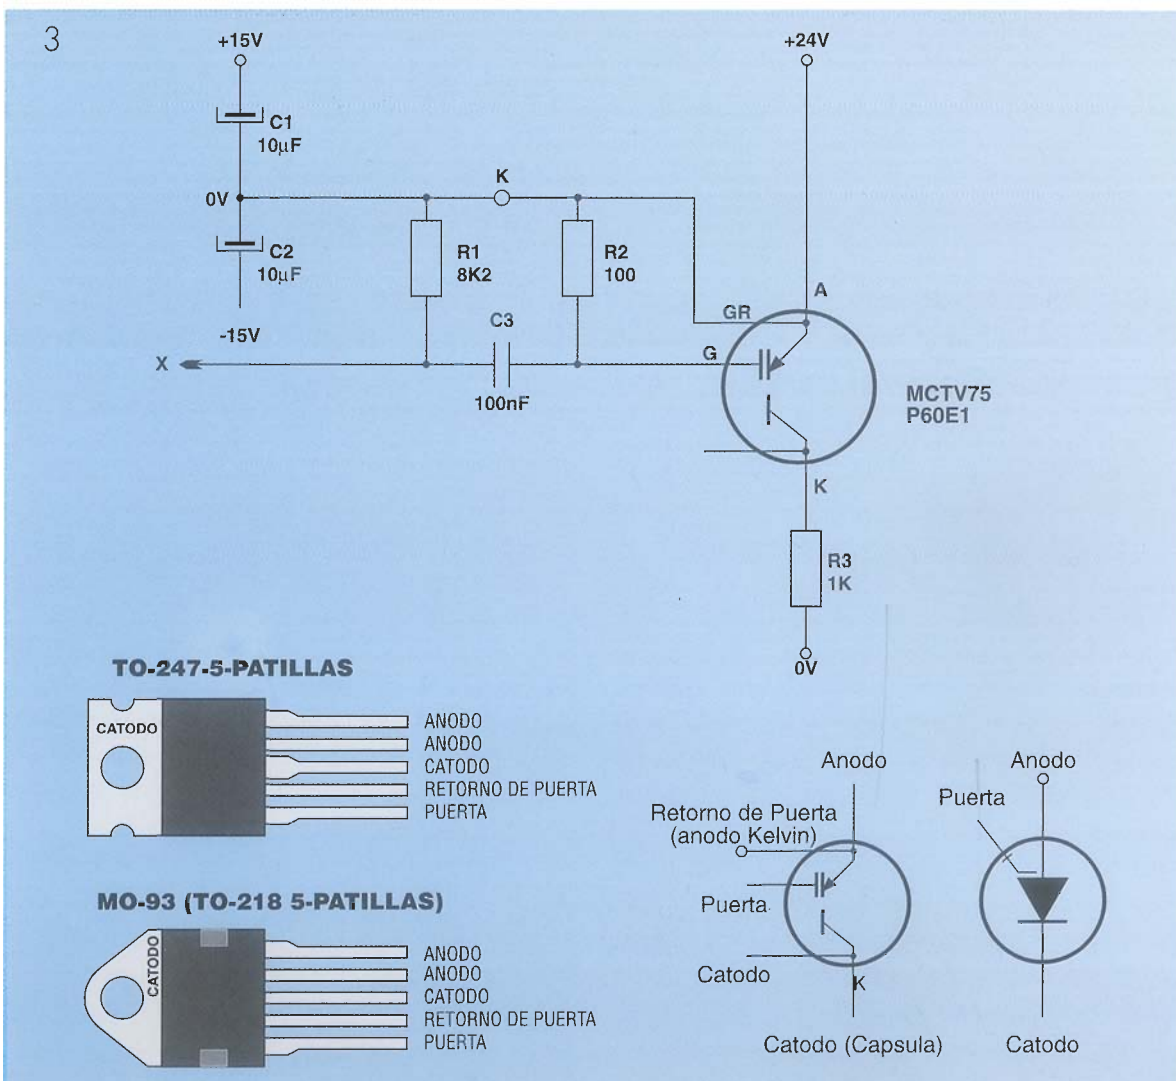 3
+15V
+24V
C1
10µF
0V
K
C2
10µF
R1
8K2
R2
100
-15V
C3
GR
A
X
G
100nF
MCTV75
P60E1
K
R3
1K
0V
TO-247-5-PATILLAS
CATODO
ANODO
ANODO
CATODO
RETORNO DE PUERTA
PUERTA
MO-93 (TO-218 5-PATILLAS)
CATODO
ANODO
ANODO
CATODO
RETORNO DE PUERTA
PUERTA
Anodo
Retorno de Puerta
(anodo Kelvin)
Puerta
Catodo
K
Catodo (Capsula)
Anodo
Puerta
Catodo